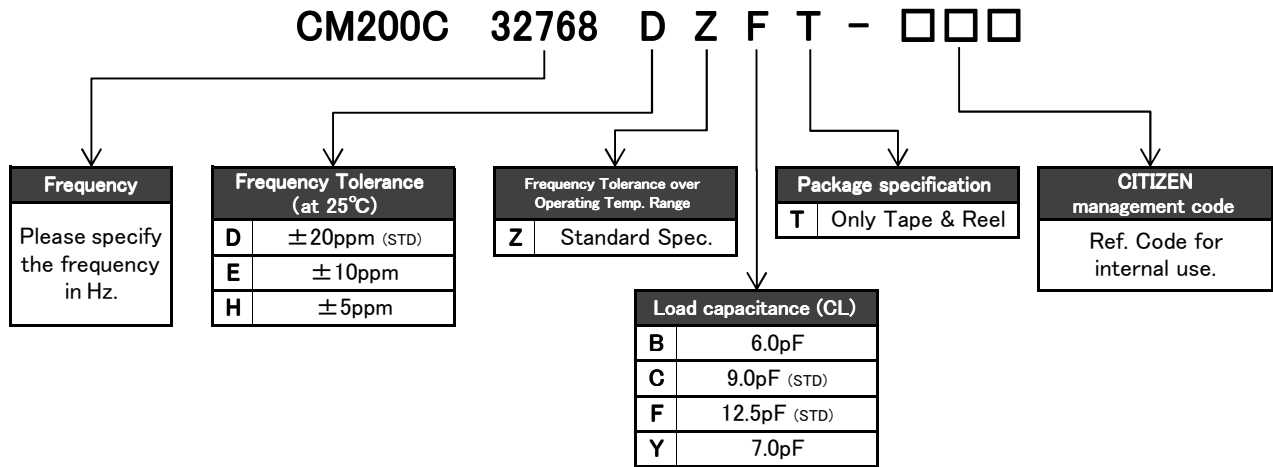 CM200C 32768 D Z F T - □□□
Frequency
Please specify
the frequency
in Hz.
Frequency Tolerance
(at 25℃)
D ±20ppm (STD)
E ±10ppm
H ±5ppm
Frequency Tolerance over
Operating Temp. Range
Z Standard Spec.
Load capacitance (CL)
B 6.0pF
C 9.0pF (STD)
F 12.5pF (STD)
Y 7.0pF
Package specification
T Only Tape & Reel
CITIZEN
management code
Ref. Code for
internal use.